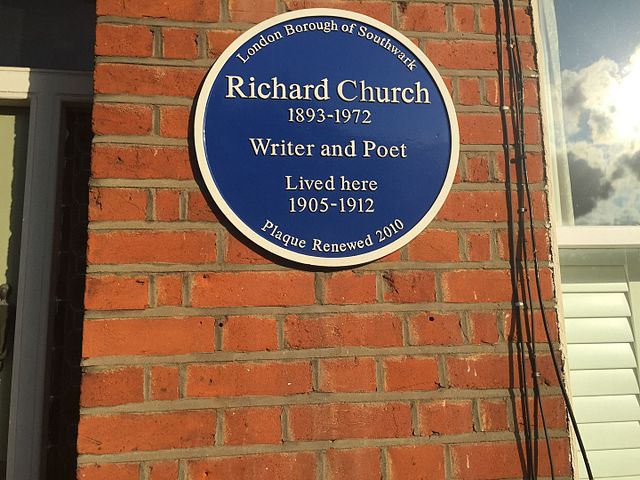 London Borough of Southwark
Richard Church
1893-1972
Writer and Poet
Lived here
1905-1912
Plaque Renewed 2010